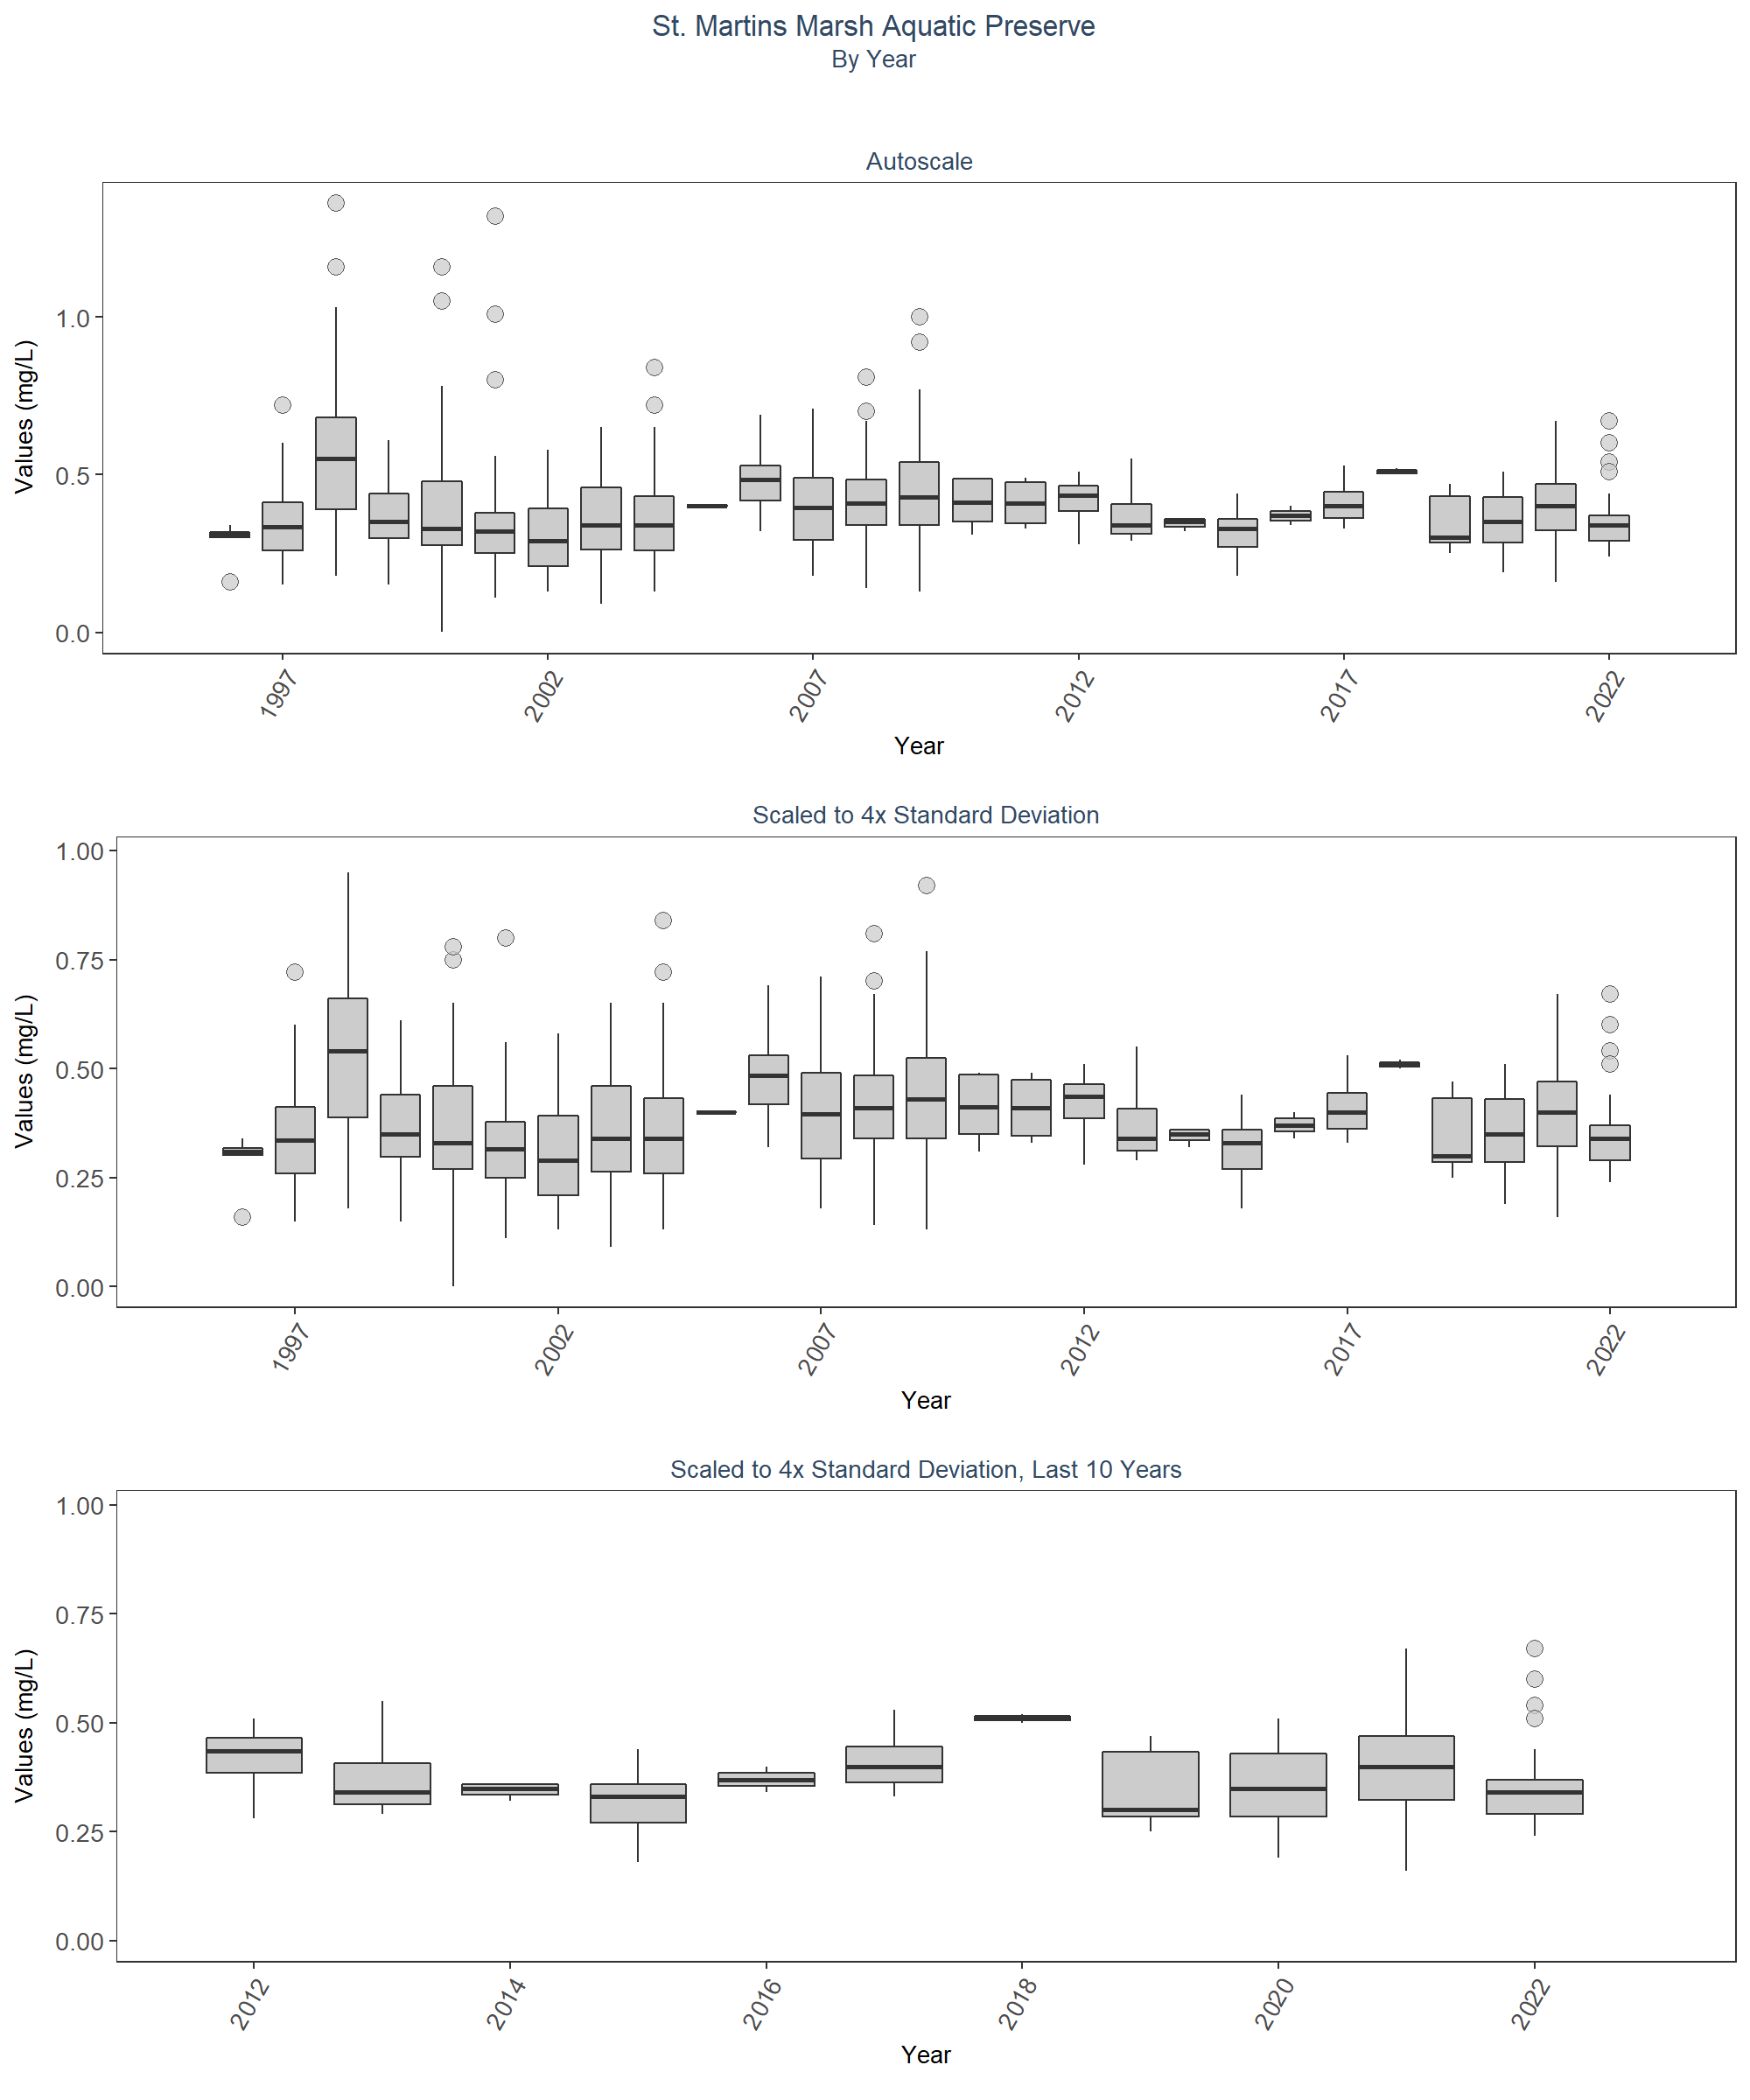 St. Martins Marsh Aquatic Preserve
By Year
Autoscale
Values (mg/L)
1.0
0.5
0.0
1997
2002
2007
2012
2017
2022
Year
Scaled to 4x Standard Deviation
Values (mg/L)
1.00
0.75
0.50
0.25
0.00
1997
2002
2007
2012
2017
2022
Year
Scaled to 4x Standard Deviation, Last 10 Years
Values (mg/L)
1.00
0.75
0.50
0.25
0.00
2012
2014
2016
2018
2020
2022
Year